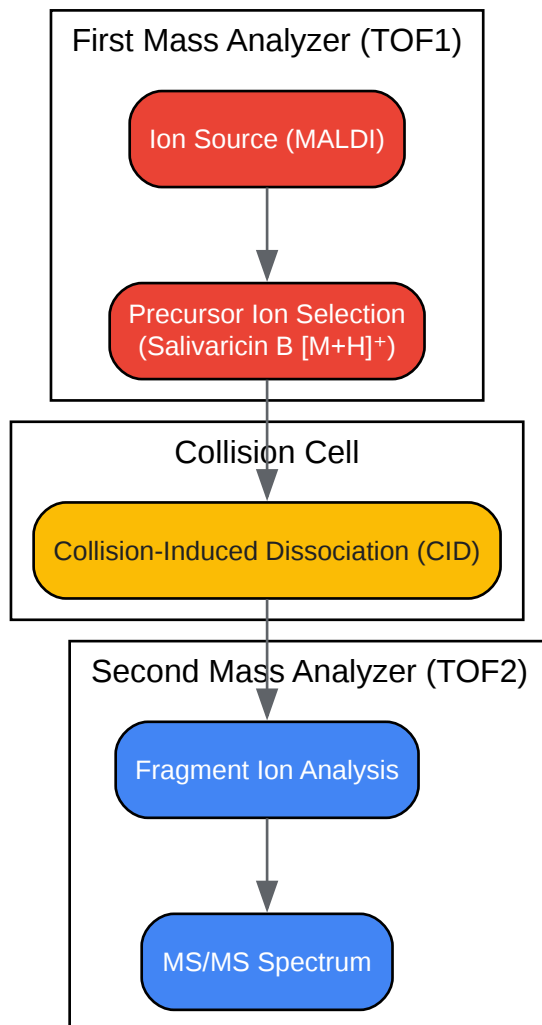 First Mass Analyzer (TOF1)
Ion Source (MALDI)
Precursor Ion Selection
(Salivaricin B [M+H]⁺)
Collision Cell
Collision-Induced Dissociation (CID)
Second Mass Analyzer (TOF2)
Fragment Ion Analysis
MS/MS Spectrum